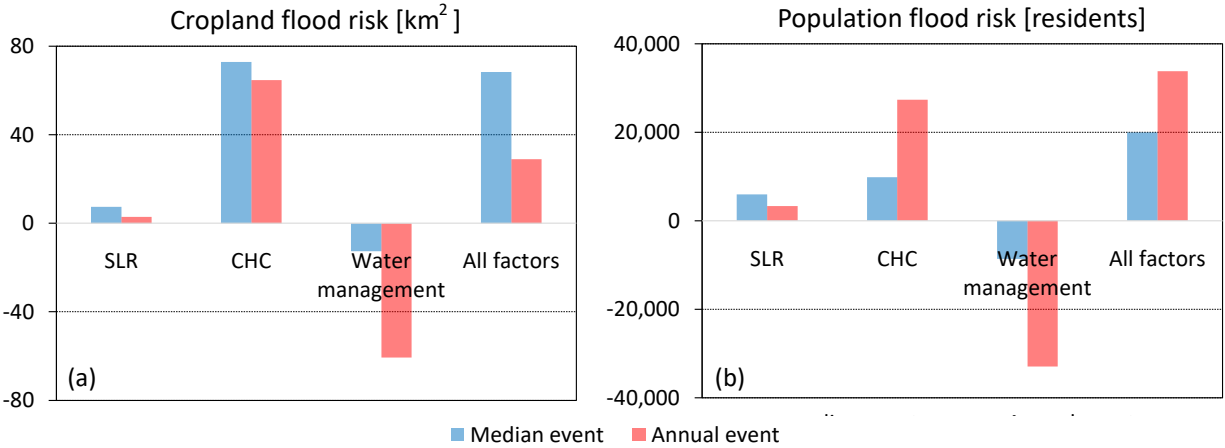 Cropland flood risk [km²]
80
40
0
-40
-80
SLR
CHC
Water
management
All factors
(a)
Population flood risk [residents]
40,000
20,000
0
-20,000
-40,000
SLR
CHC
Water
management
All factors
(b)
Median event
Annual event